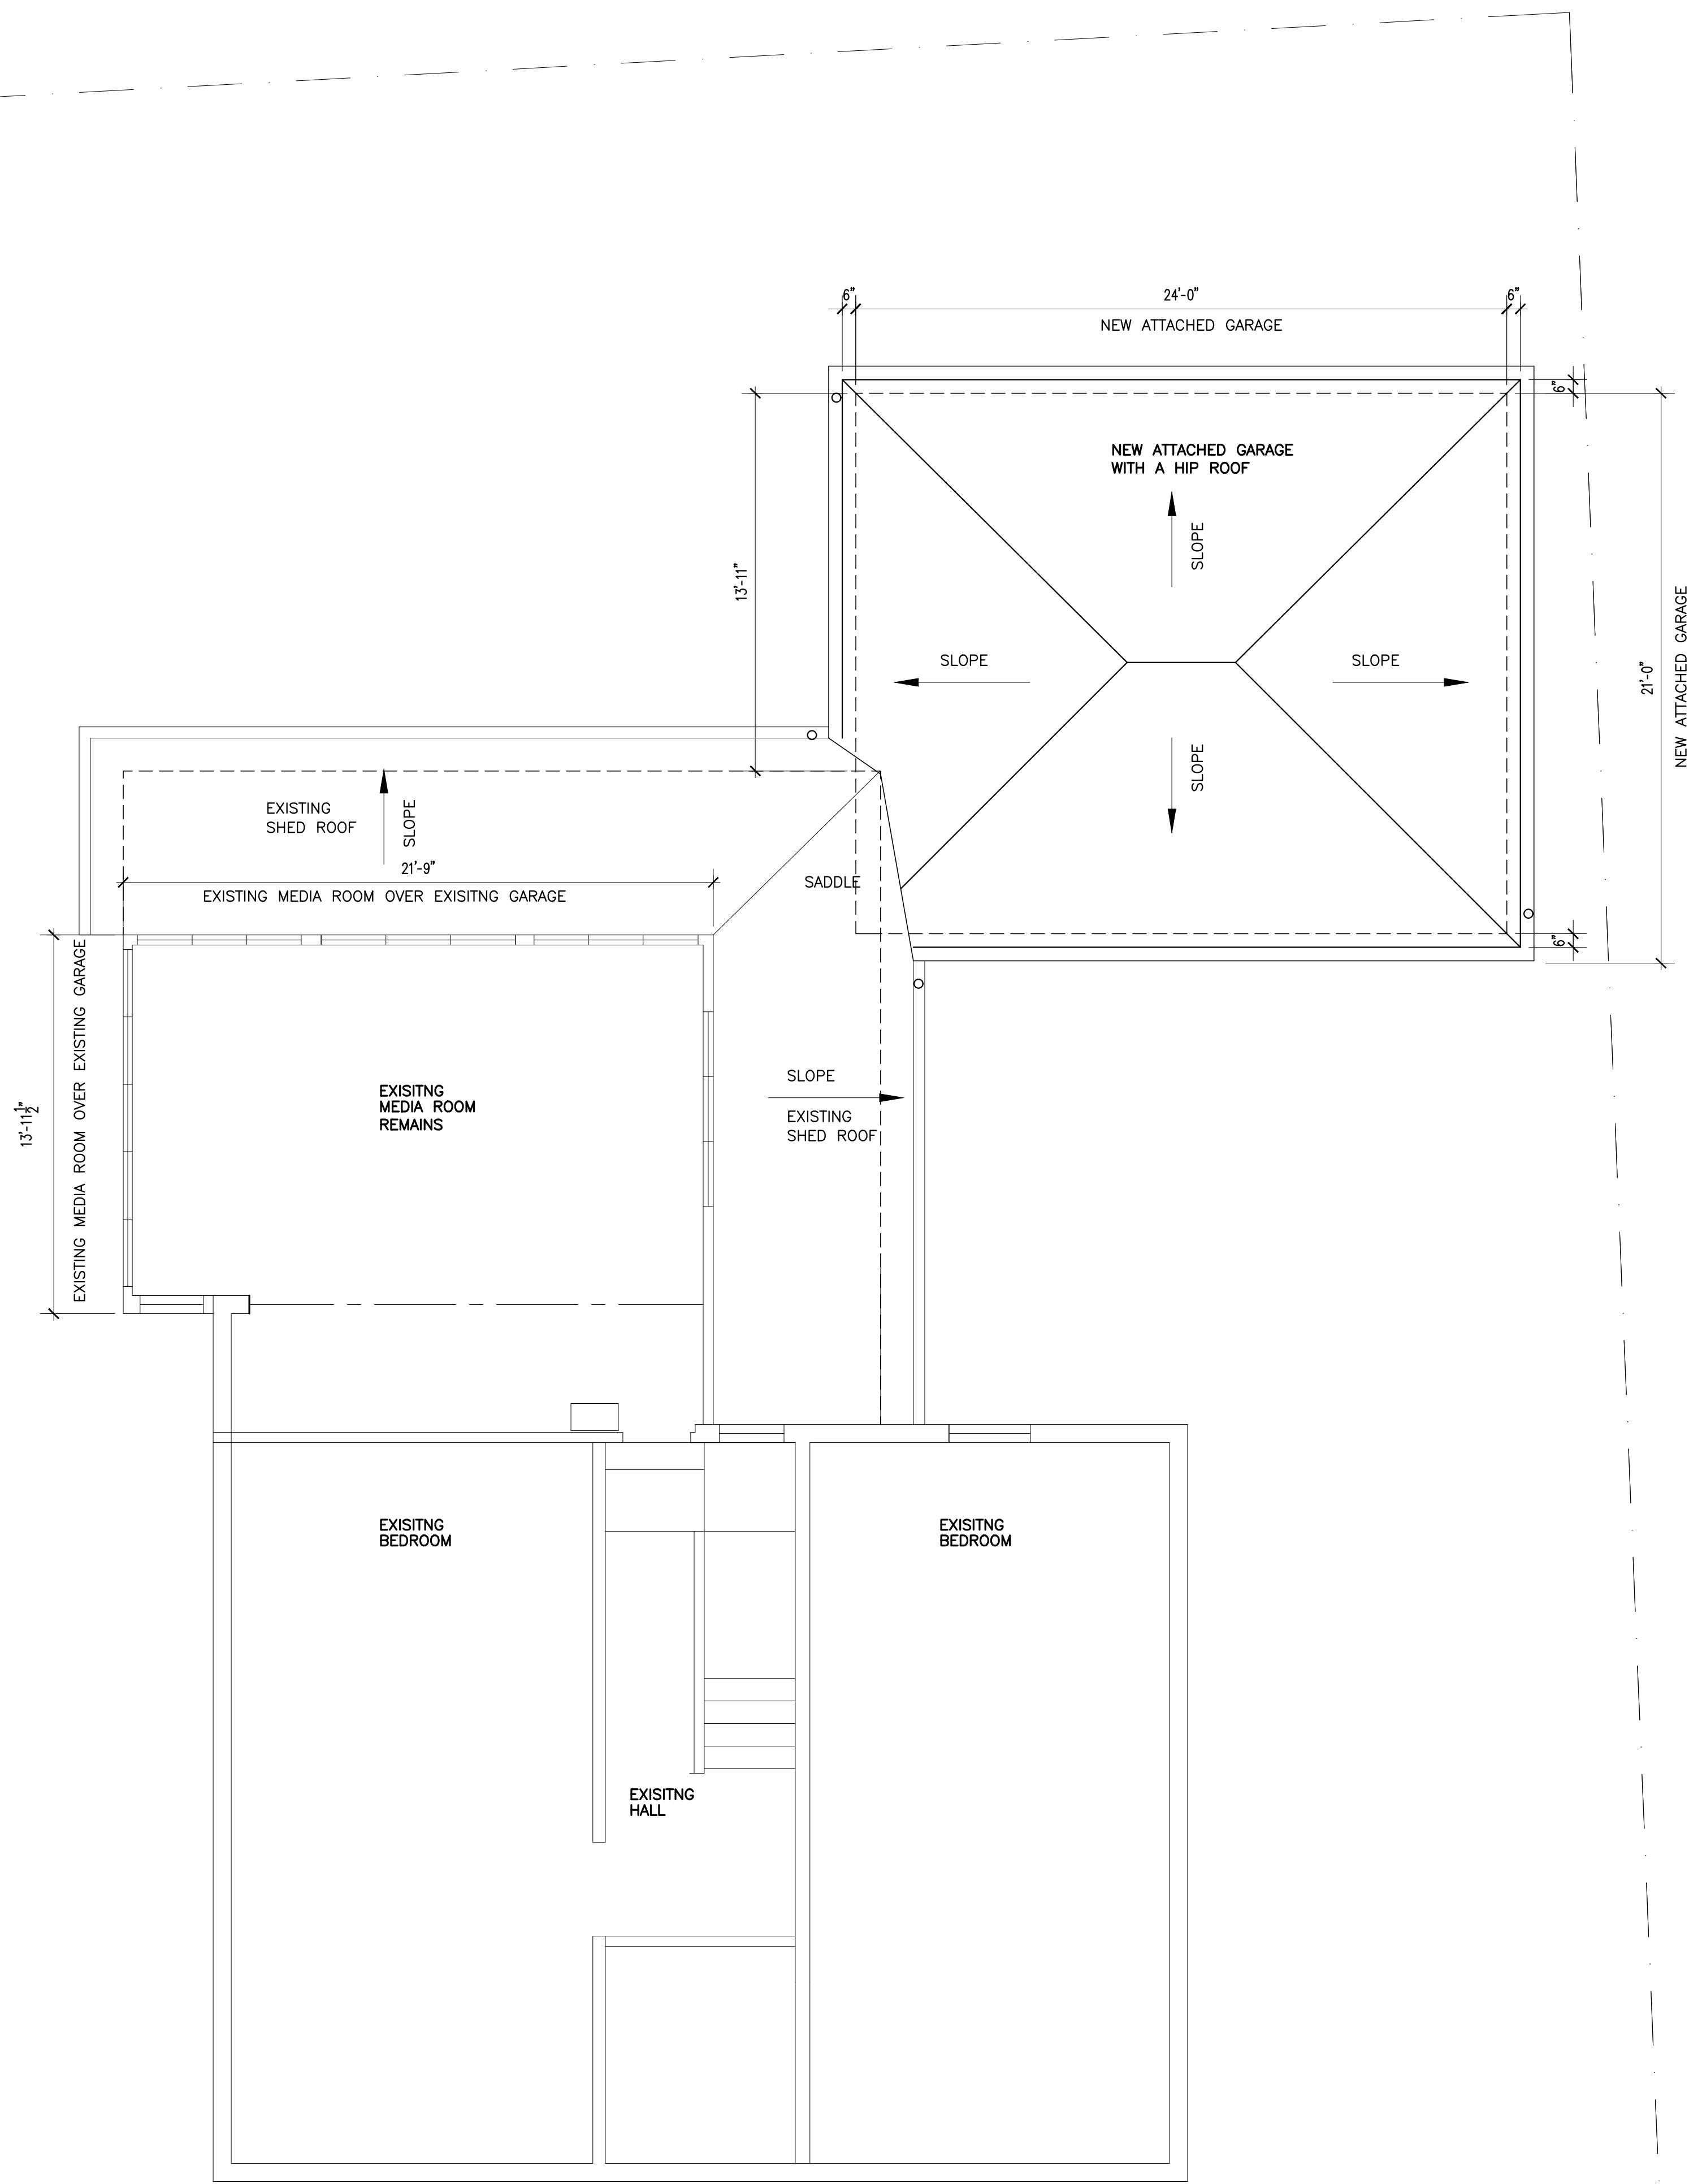 6"
24'-0"
6"
NEW ATTACHED GARAGE
6"
NEW ATTACHED GARAGE
WITH A HIP ROOF
SLOPE
13'-11"
SLOPE
SLOPE
21'-0"
NEW ATTACHED GARAGE
SLOPE
EXISTING
SHED ROOF
SLOPE
21'-9"
EXISTING MEDIA ROOM OVER EXISITNG GARAGE
SADDLE
6"
13'-11 1/2"
EXISTING MEDIA ROOM OVER EXISTING GARAGE
EXISITNG
MEDIA ROOM
REMAINS
SLOPE
EXISTING
SHED ROOF
EXISITNG
BEDROOM
EXISITNG
BEDROOM
EXISITNG
HALL